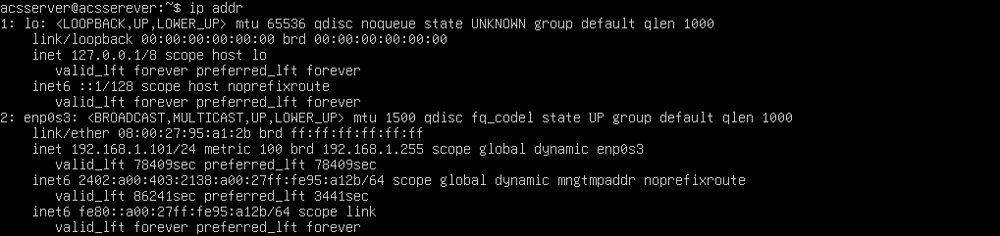 acsserver@acsserever:~$ ip addr
1: lo: <LOOPBACK,UP,LOWER_UP> mtu 65536 qdisc noqueue state UNKNOWN group default qlen 1000
    link/loopback 00:00:00:00:00:00 brd 00:00:00:00:00:00
    inet 127.0.0.1/8 scope host lo
       valid_lft forever preferred_lft forever
    inet6 ::1/128 scope host noprefixroute
       valid_lft forever preferred_lft forever
2: enp0s3: <BROADCAST,MULTICAST,UP,LOWER_UP> mtu 1500 qdisc fq_codel state UP group default qlen 1000
    link/ether 08:00:27:95:a1:2b brd ff:ff:ff:ff:ff:ff
    inet 192.168.1.101/24 metric 100 brd 192.168.1.255 scope global dynamic enp0s3
       valid_lft 78409sec preferred_lft 78409sec
    inet6 2402:a00:403:2138:a00:27ff:fe95:a12b/64 scope global dynamic mngtmpaddr noprefixroute
       valid_lft 86241sec preferred_lft 3441sec
    inet6 fe80::a00:27ff:fe95:a12b/64 scope link
       valid_lft forever preferred_lft forever